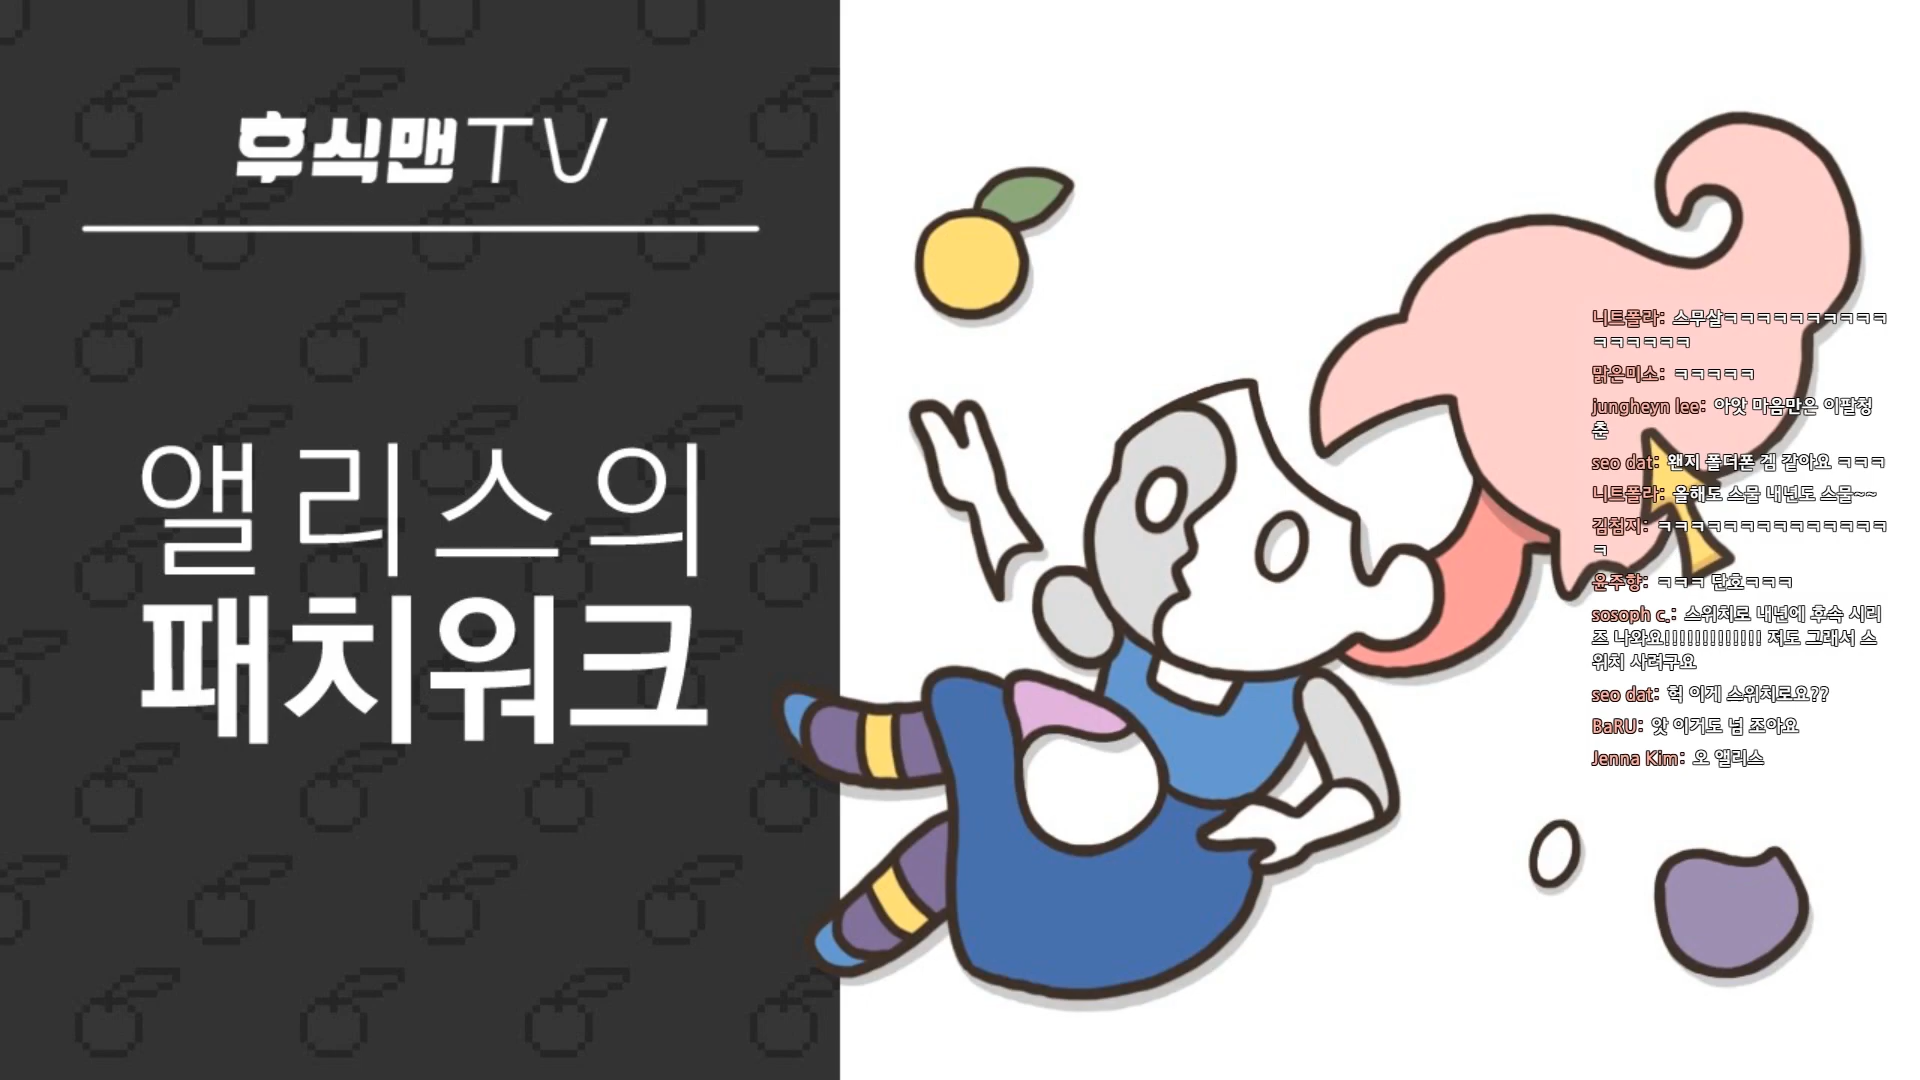 후식맨TV
앨리스의
패치워크
니트폴라: 스무살ㅋㅋㅋㅋㅋㅋㅋㅋㅋㅋ
ㅋㅋㅋㅋㅋㅋ
맑은미소: ㅋㅋㅋㅋㅋ
jungheyn lee: 아앗 마음만은 이팔청
춘
seo dat: 왠지 폴더폰 겜 같아요 ㅋㅋㅋ
니트폴라: 올해도 스물 내년도 스물~~
김첨지: ㅋㅋㅋㅋㅋㅋㅋㅋㅋㅋㅋㅋㅋㅋ
ㅋ
윤주향: ㅋㅋㅋ 단호ㅋㅋㅋ
sosoph c.: 스위치로 내년에 후속 시리
즈 나와요!!!!!!!!!!!!! 저도 그래서 스
위치 사려구요
seo dat: 헉 이게 스위치로요??
BaRU: 앗 이거도 넘 조아요
Jenna Kim: 오 앨리스